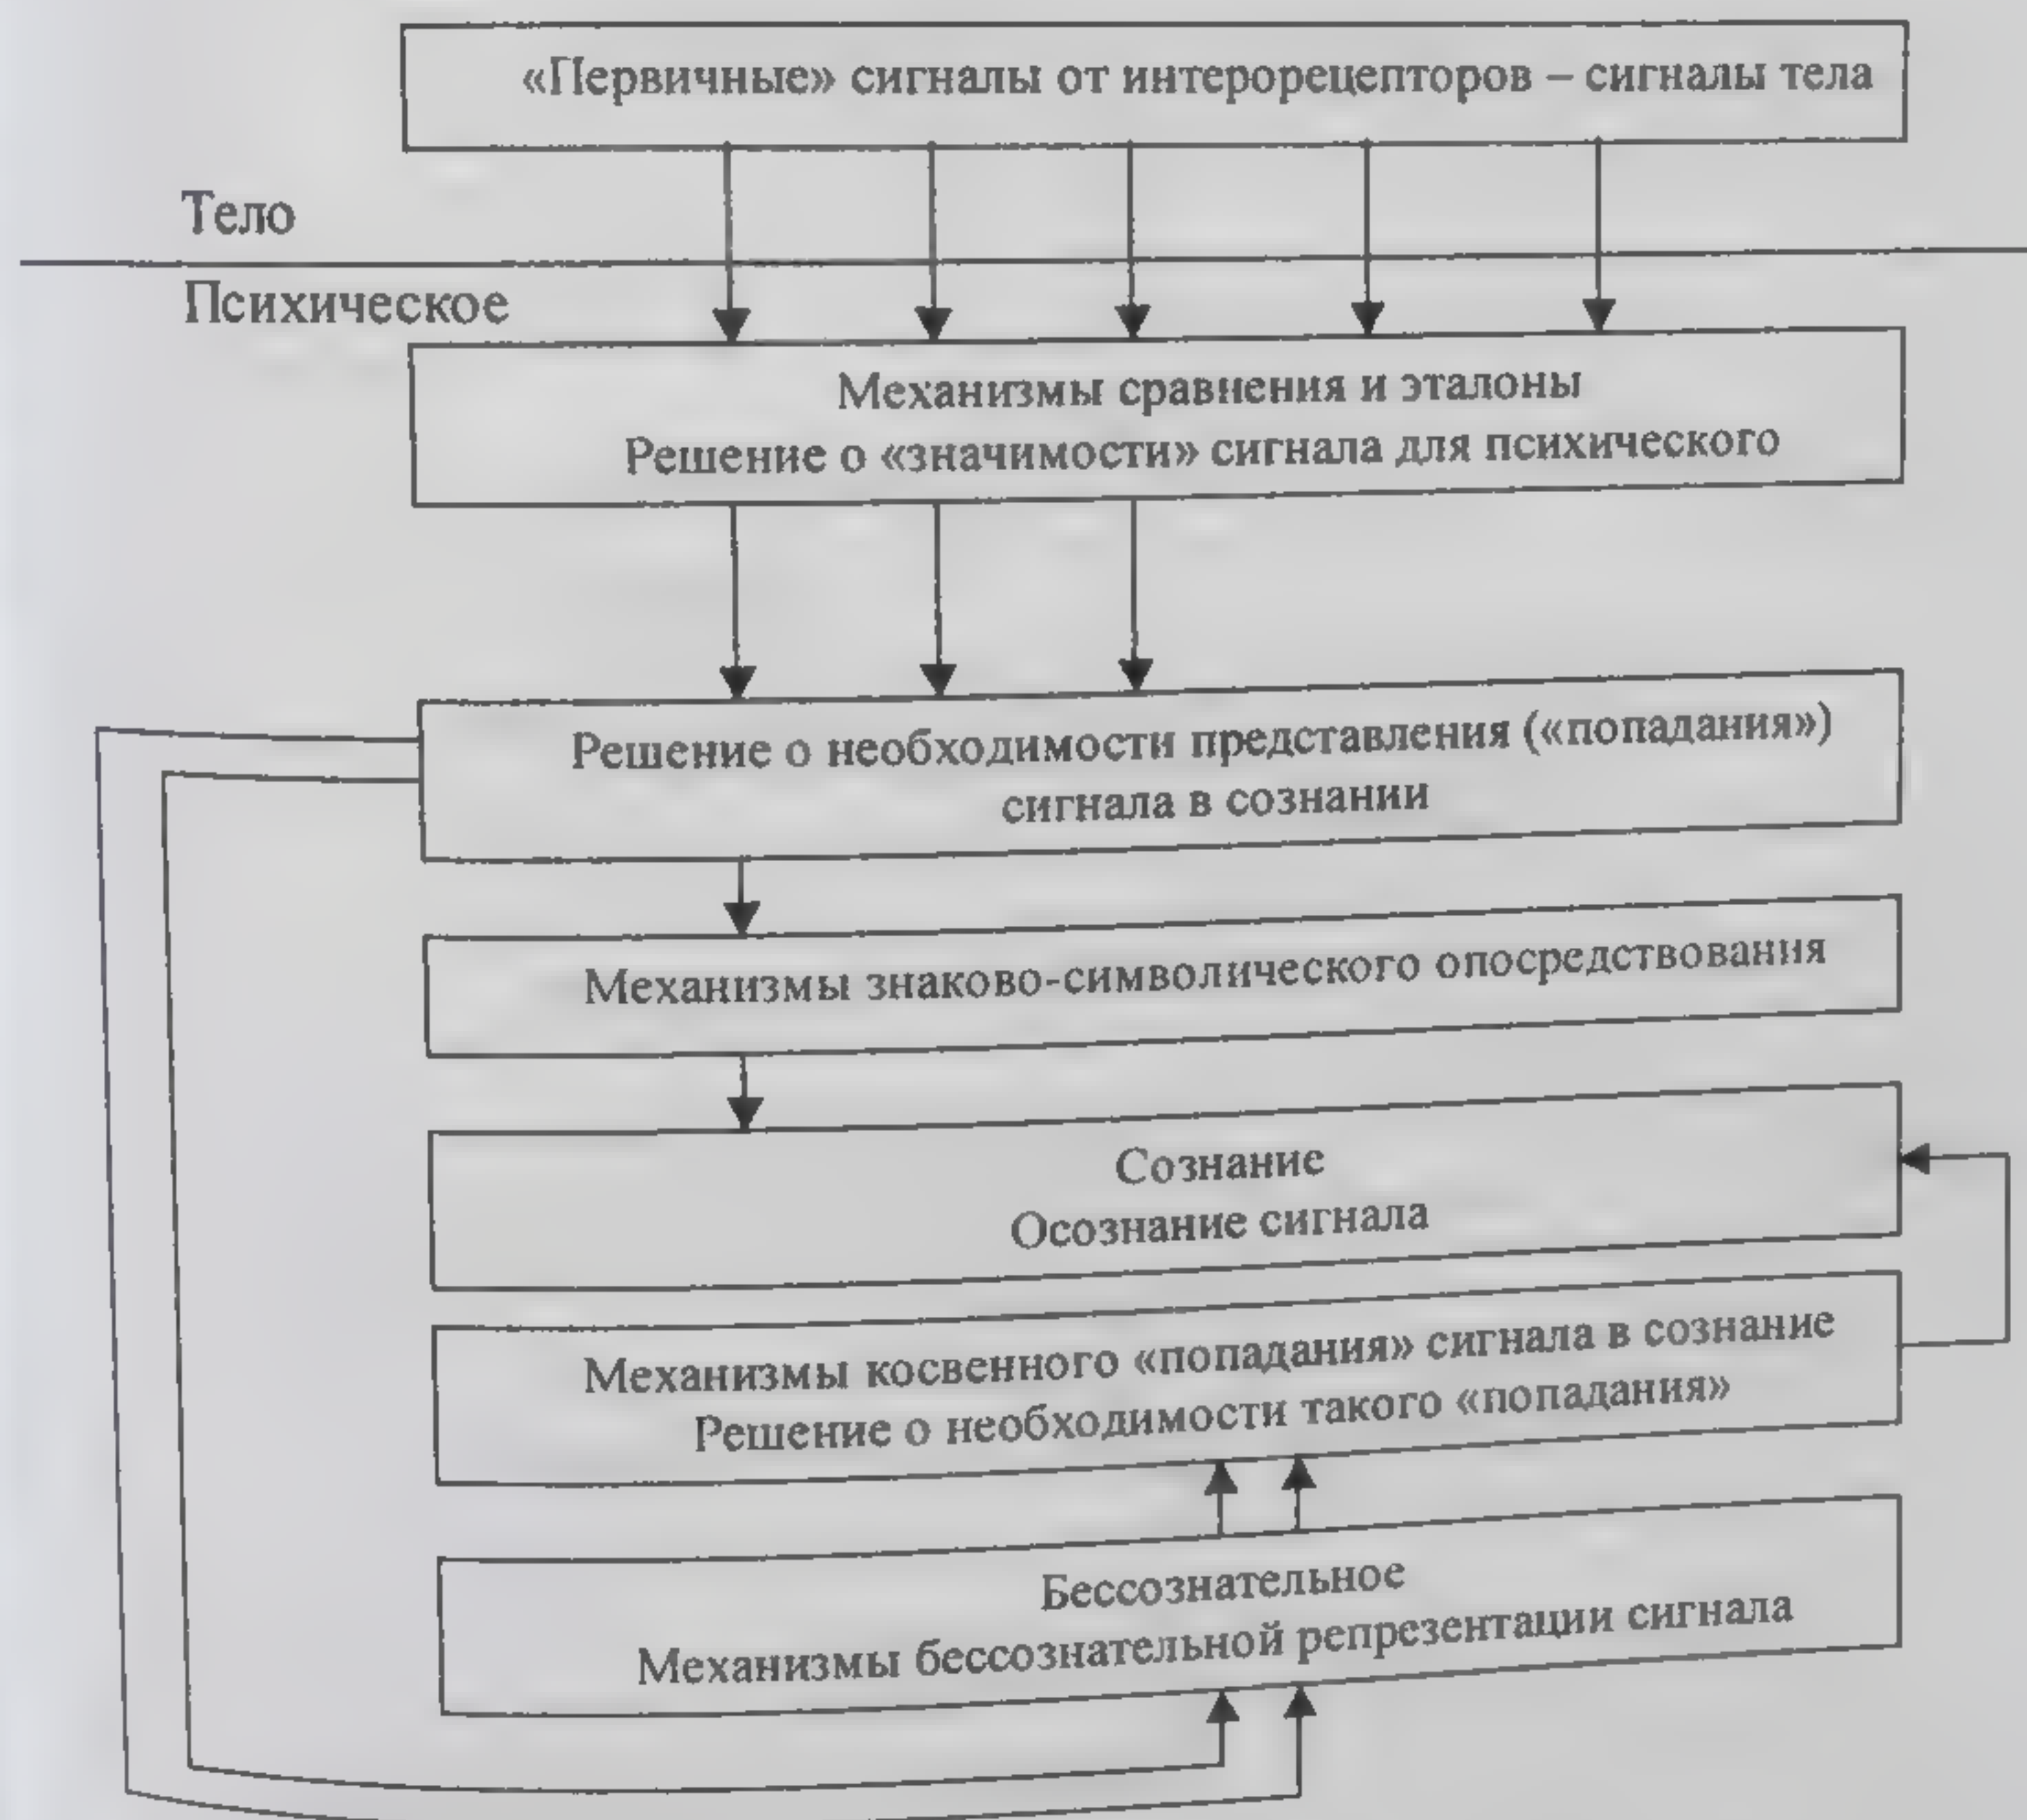 «Первичные» сигналы от интерорецепторов – сигналы тела
Тело
Психическое
Механизмы сравнения и эталоны
Решение о «значимости» сигнала для психического
Решение о необходимости представления («попадания»)
сигнала в сознании
Механизмы знаково-символического опосредствования
Сознание
Осознание сигнала
Механизмы косвенного «попадания» сигнала в сознание
Решение о необходимости такого «попадания»
Бессознательное
Механизмы бессознательной репрезентации сигнала